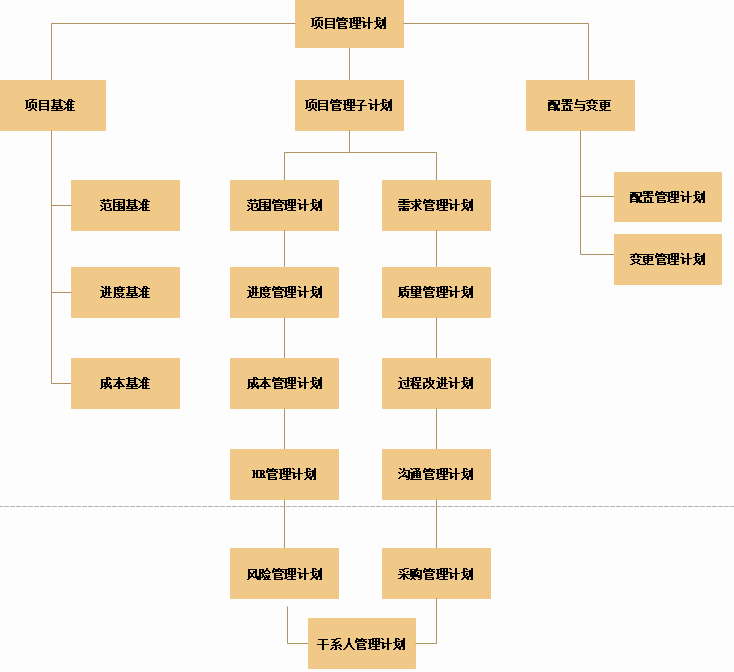 项目管理计划
项目基准
项目管理子计划
配置与变更
范围基准
进度基准
成本基准
范围管理计划
需求管理计划
进度管理计划
质量管理计划
成本管理计划
过程改进计划
HR管理计划
沟通管理计划
风险管理计划
采购管理计划
干系人管理计划
配置管理计划
变更管理计划